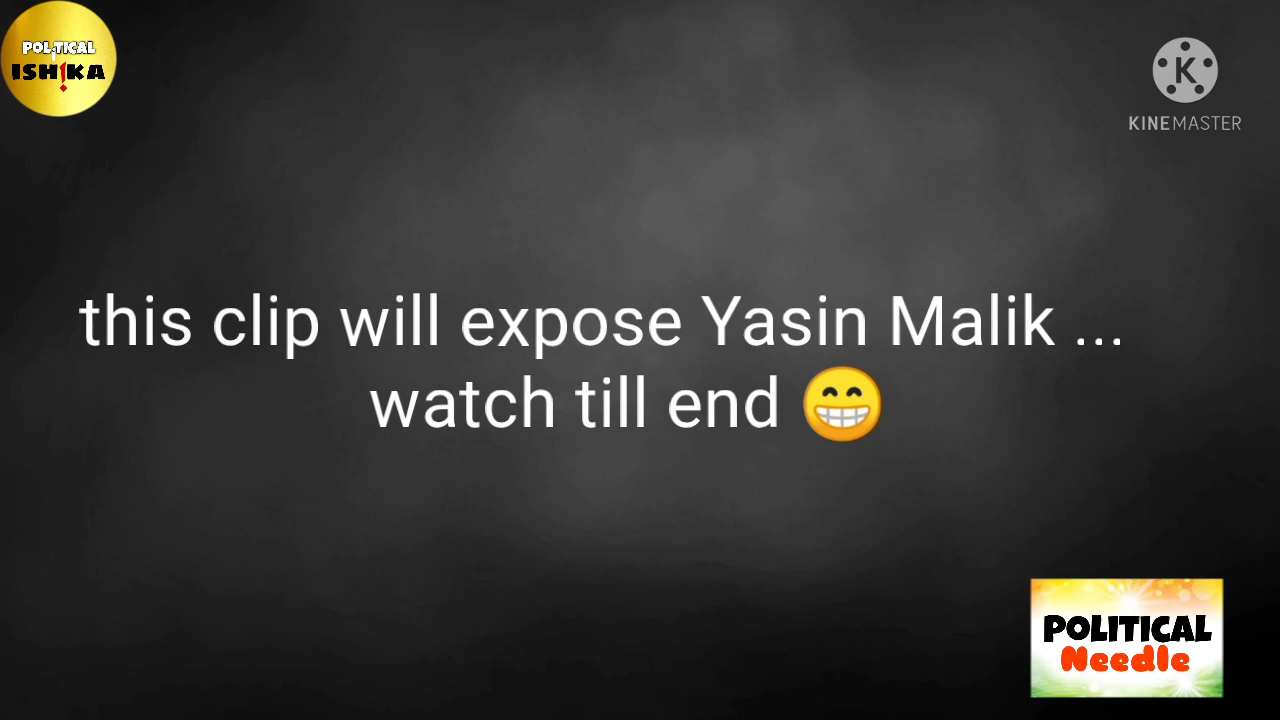 POLITICAL
ISH!KA
KINEMASTER
this clip will expose Yasin Malik ...
watch till end 😁
POLITICAL
Needle